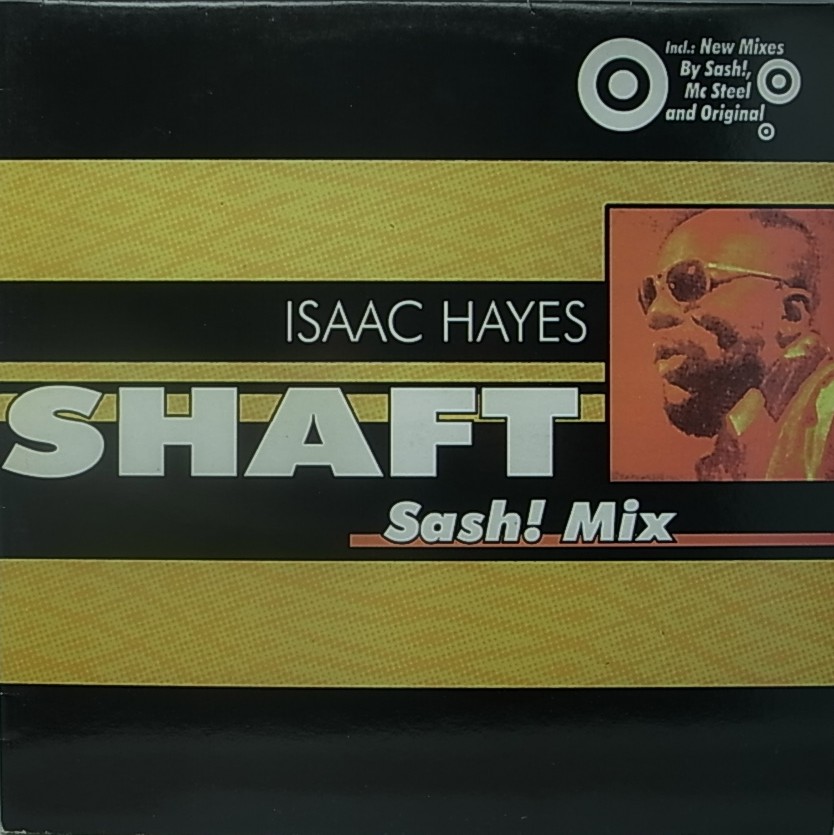 Incl.: New Mixes
By Sash!,
Mc Steel
and Original
ISAAC HAYES
SHAFT
Sash! Mix